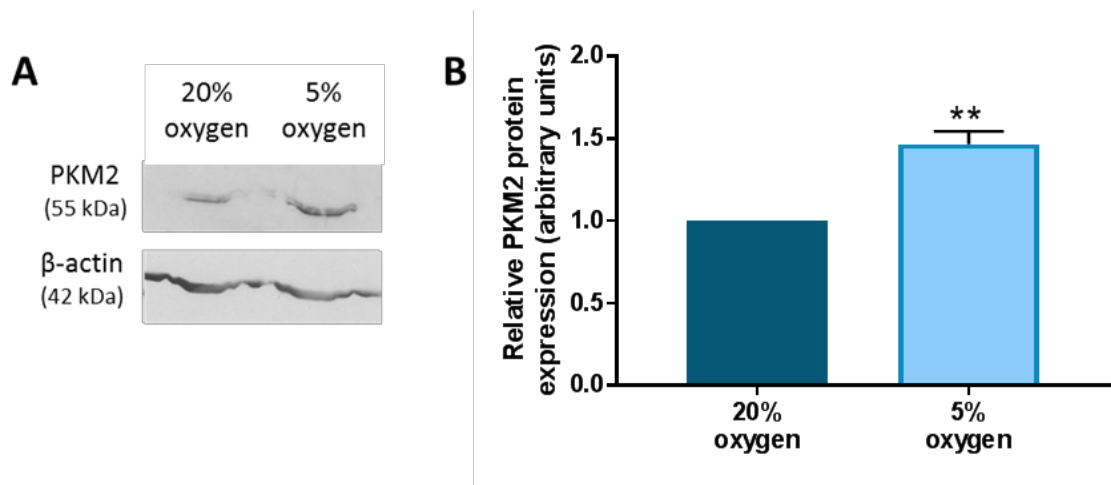 A
20%
oxygen
5%
oxygen
PKM2
(55 kDa)
β-actin
(42 kDa)
B
Relative PKM2 protein
expression (arbitrary units)
2.0
1.5
1.0
0.5
0.0
**
20%
oxygen
5%
oxygen